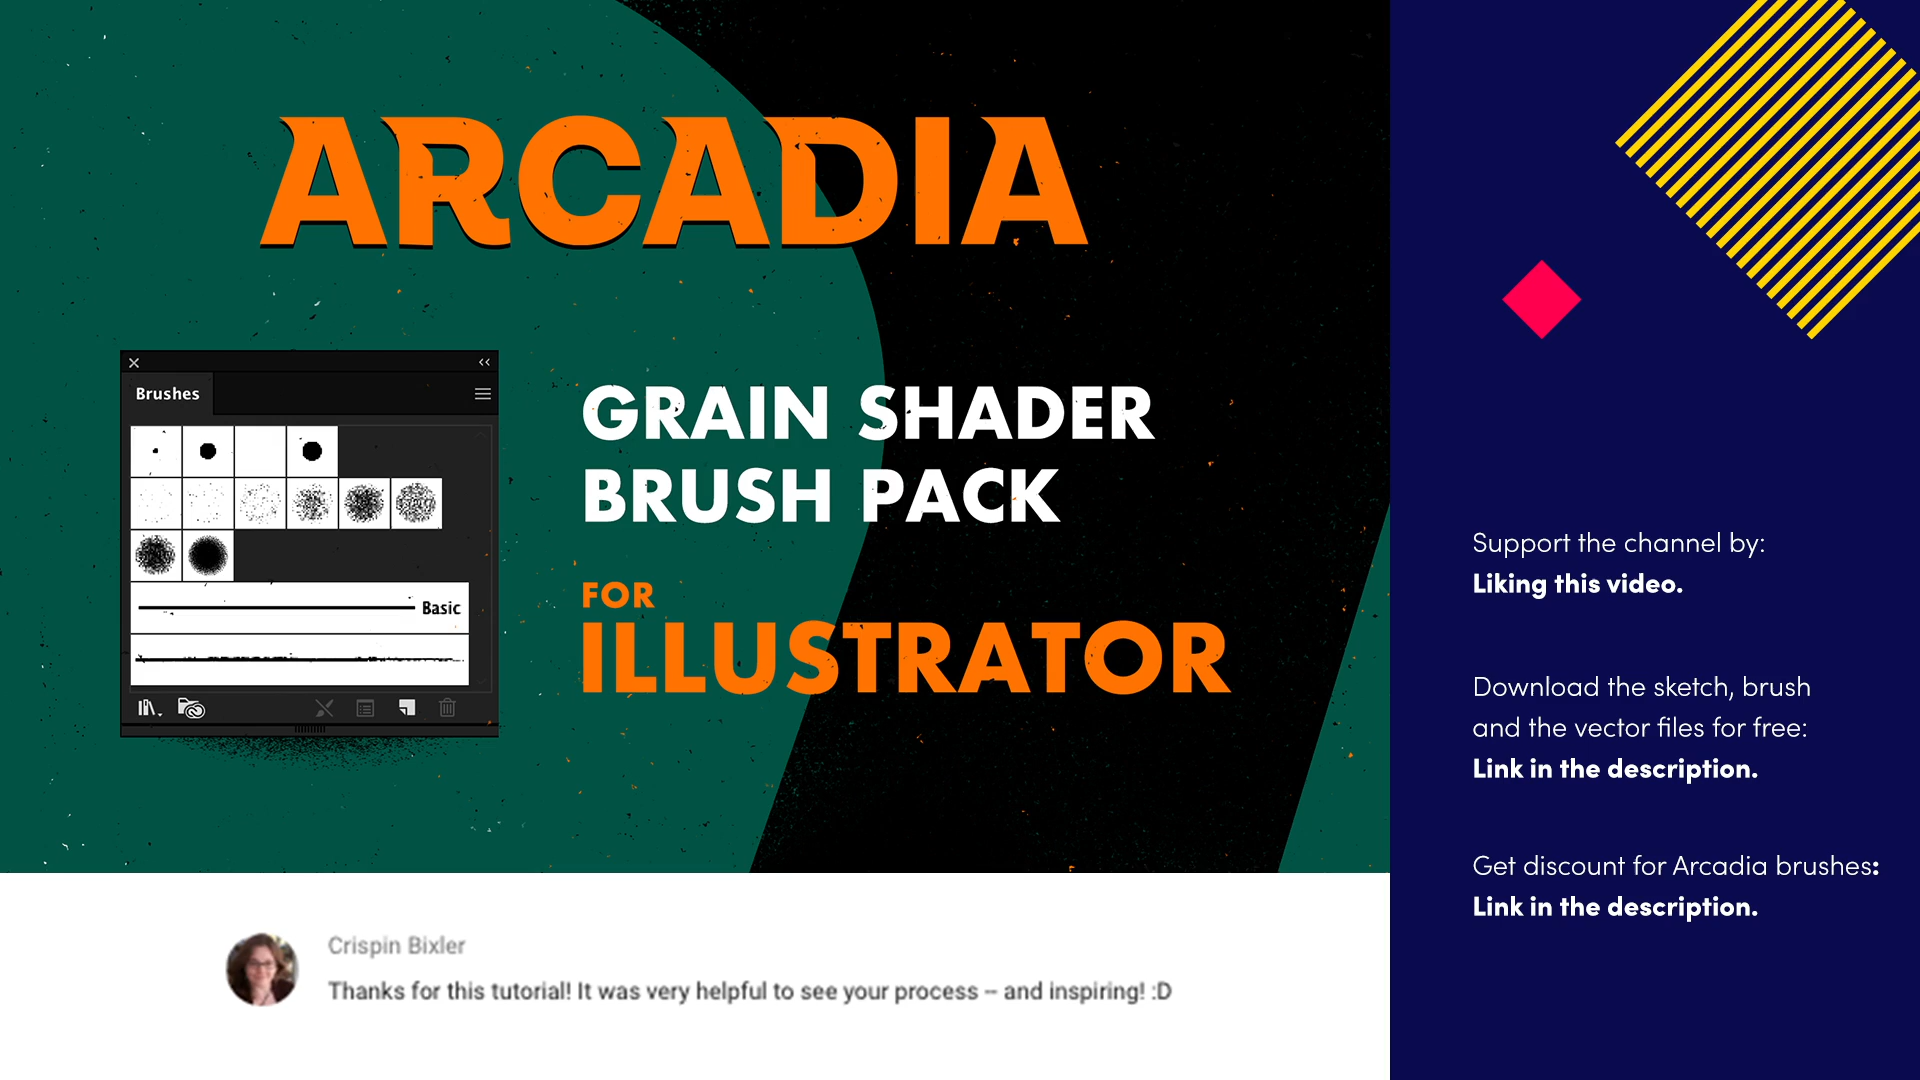 ARCADIA
Brushes
Basic
GRAIN SHADER
BRUSH PACK
FOR
ILLUSTRATOR
Crispin Bixler
Thanks for this tutorial! It was very helpful to see your process -- and inspiring! :D
Support the channel by:
Liking this video.
Download the sketch, brush
and the vector files for free:
Link in the description.
Get discount for Arcadia brushes:
Link in the description.